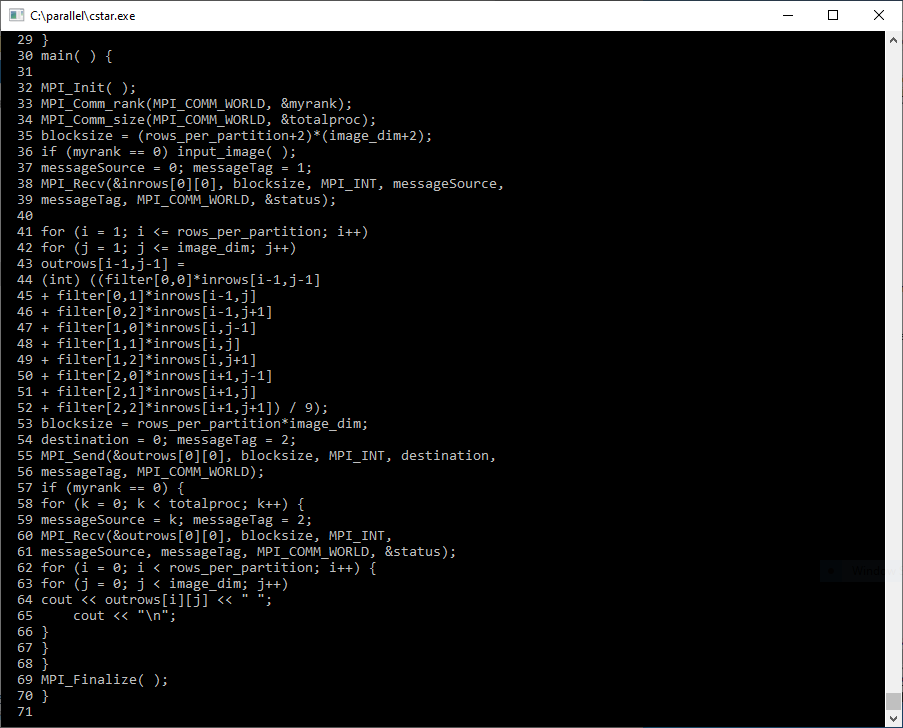 C:\parallel\cstar.exe
29 }
30 main( ) {
31
32 MPI_Init( );
33 MPI_Comm_rank(MPI_COMM_WORLD, &myrank);
34 MPI_Comm_size(MPI_COMM_WORLD, &totalproc);
35 blocksize = (rows_per_partition+2)*(image_dim+2);
36 if (myrank == 0) input_image( );
37 messageSource = 0; messageTag = 1;
38 MPI_Recv(&inrows[0][0], blocksize, MPI_INT, messageSource,
39 messageTag, MPI_COMM_WORLD, &status);
40
41 for (i = 1; i <= rows_per_partition; i++)
42 for (j = 1; j <= image_dim; j++)
43 outrows[i-1,j-1] =
44 (int) ((filter[0,0]*inrows[i-1,j-1]
45 + filter[0,1]*inrows[i-1,j]
46 + filter[0,2]*inrows[i-1,j+1]
47 + filter[1,0]*inrows[i,j-1]
48 + filter[1,1]*inrows[i,j]
49 + filter[1,2]*inrows[i,j+1]
50 + filter[2,0]*inrows[i+1,j-1]
51 + filter[2,1]*inrows[i+1,j]
52 + filter[2,2]*inrows[i+1,j+1]) / 9);
53 blocksize = rows_per_partition*image_dim;
54 destination = 0; messageTag = 2;
55 MPI_Send(&outrows[0][0], blocksize, MPI_INT, destination,
56 messageTag, MPI_COMM_WORLD);
57 if (myrank == 0) {
58 for (k = 0; k < totalproc; k++) {
59 messageSource = k; messageTag = 2;
60 MPI_Recv(&outrows[0][0], blocksize, MPI_INT,
61 messageSource, messageTag, MPI_COMM_WORLD, &status);
62 for (i = 0; i < rows_per_partition; i++) {
63 for (j = 0; j < image_dim; j++)
64 cout << outrows[i][j] << " ";
65     cout << "\n";
66 }
67 }
68 }
69 MPI_Finalize( );
70 }
71